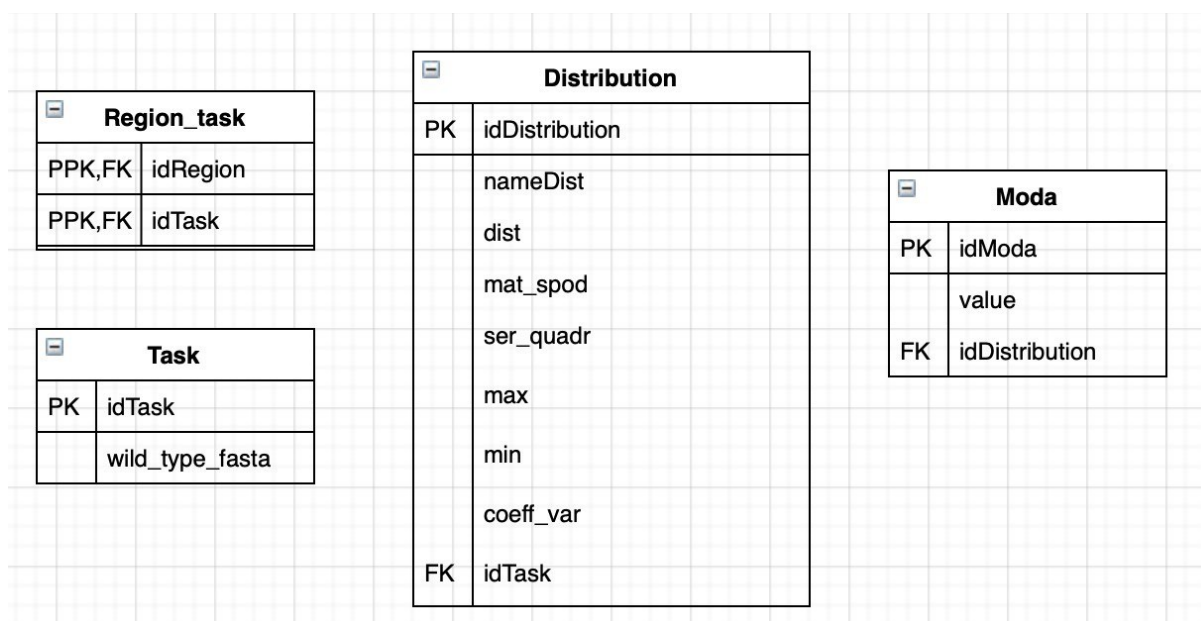 Region_task
PPK,FK idRegion
PPK,FK idTask
Task
PK idTask
wild_type_fasta
Distribution
PK idDistribution
nameDist
dist
mat_spod
ser_quadr
max
min
coeff_var
FK idTask
Moda
PK idModa
value
FK idDistribution